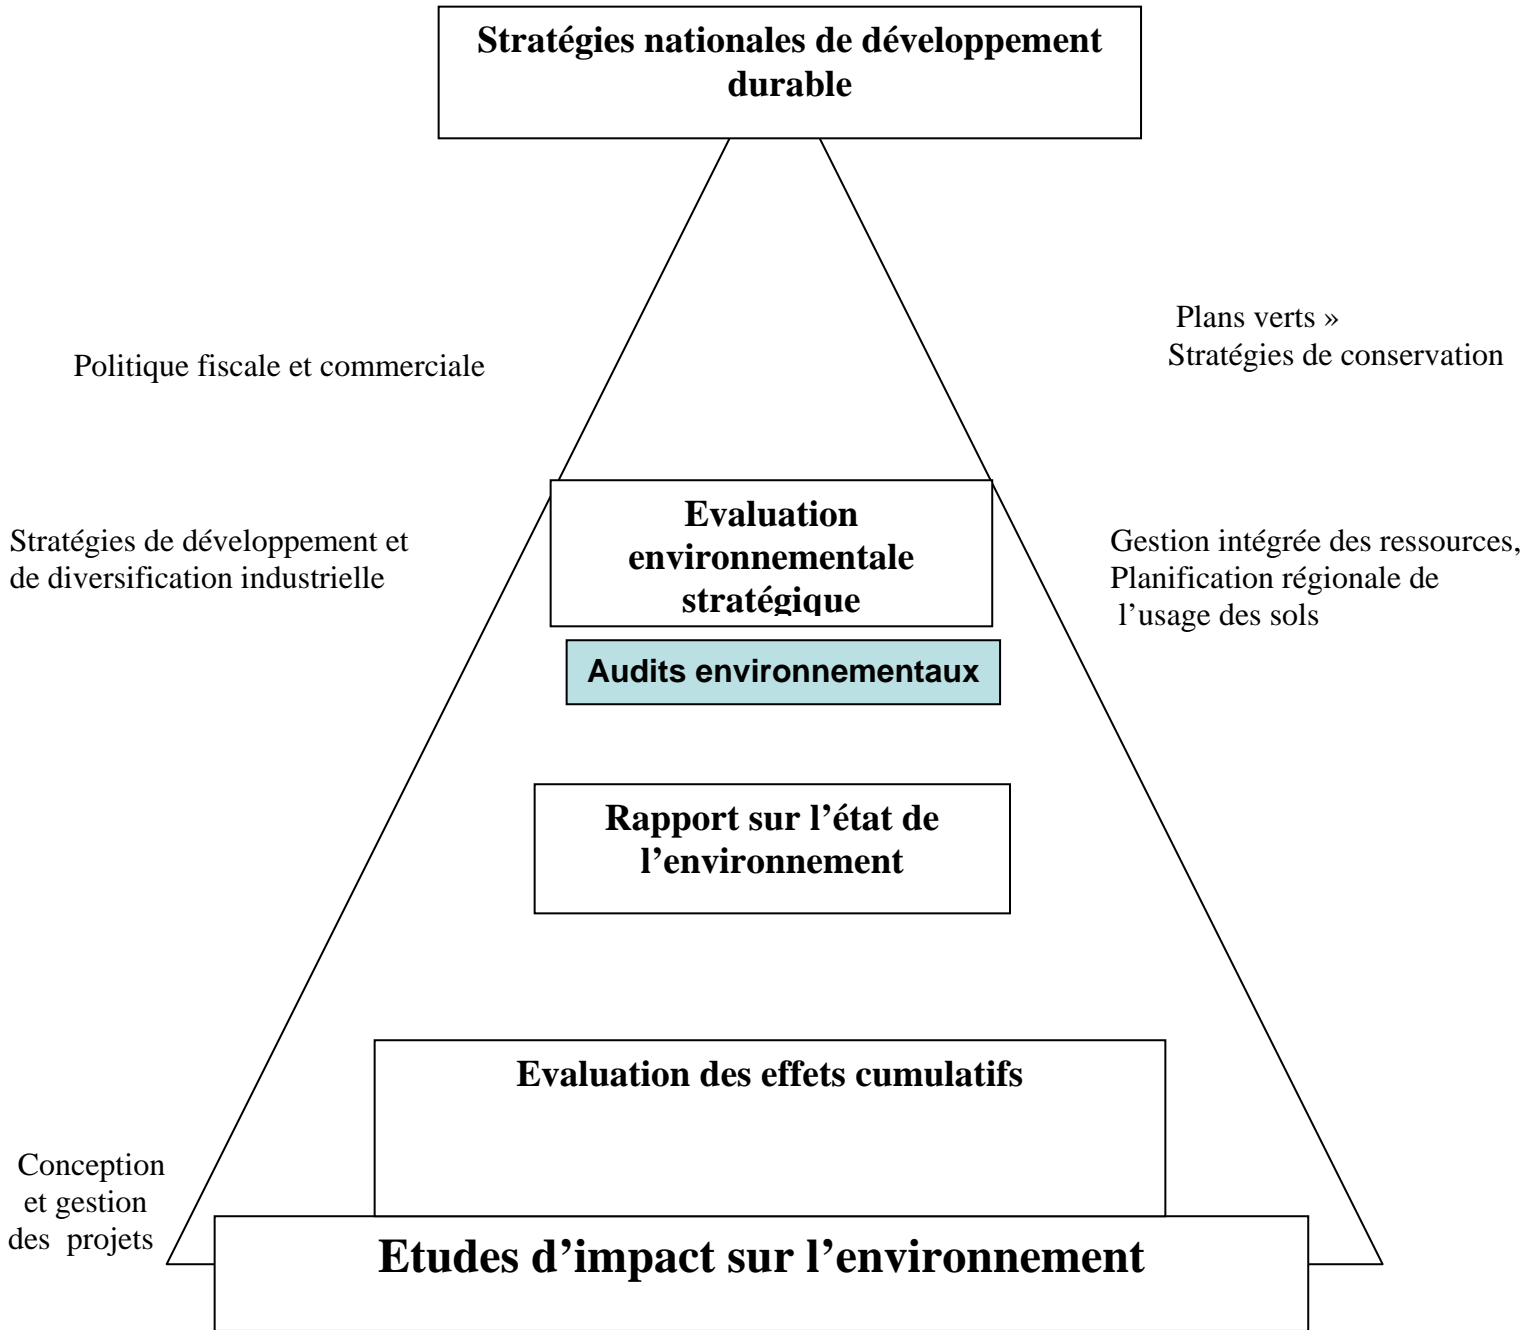 Stratégies nationales de développement
durable
Plans verts »
Stratégies de conservation
Politique fiscale et commerciale
Evaluation
environnementale
stratégique
Stratégies de développement et
de diversification industrielle
Gestion intégrée des ressources,
Planification régionale de
l’usage des sols
Audits environnementaux
Rapport sur l’état de
l’environnement
Evaluation des effets cumulatifs
Conception
et gestion
des projets
Etudes d’impact sur l’environnement